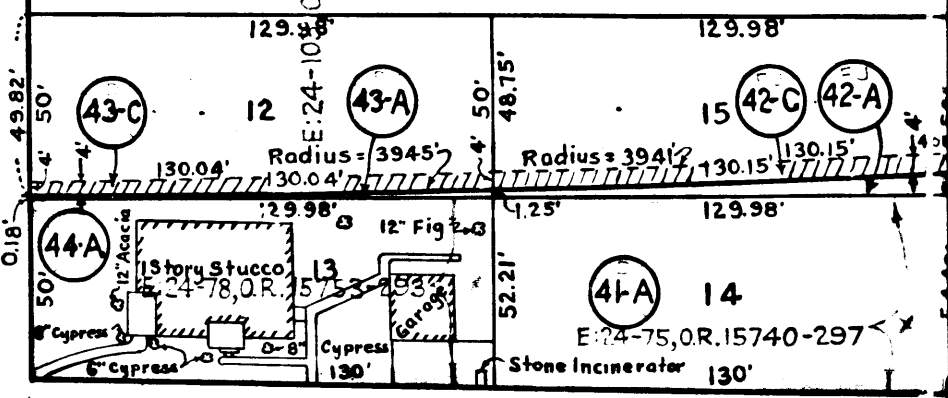 129.98'
129.98'
49.82'
50'
43-C
12
E:24-10
43-A
50'
48.75'
15
42-C
42-A
4'
4'
4'
4'
130.04'
130.04'
Radius = 3945'
Radius = 3941'
130.15'
130.15'
0.18'
129.98'
1.25'
129.98'
44-A
50'
12" Acacia
12" Fig
1 Story Stucco
13
E:24-78, O.R. 15753-293
Garage
52.21'
41-A
14
E:24-75, O.R. 15740-297
8" Cypress
6" Cypress
8"
Cypress
130'
Stone Incinerator
130'